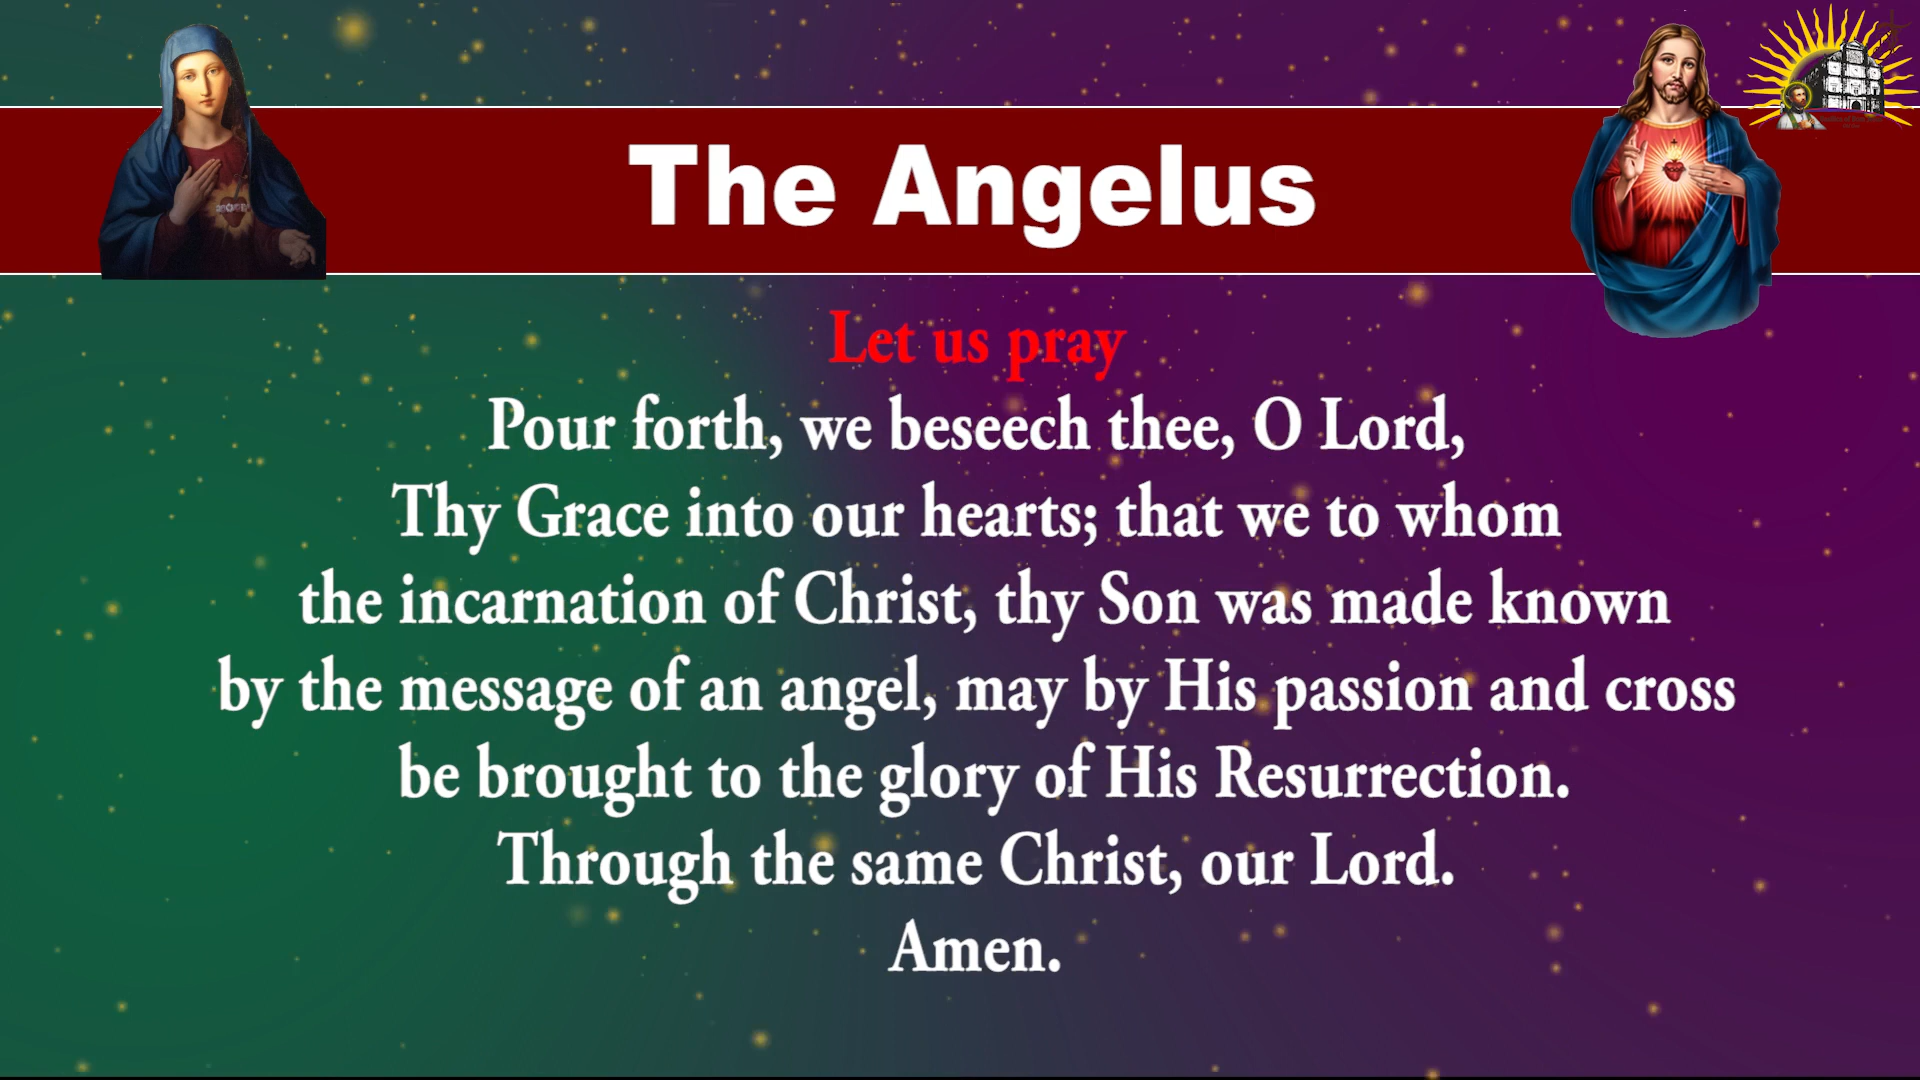 The Angelus
Let us pray
Pour forth, we beseech thee, O Lord,
Thy Grace into our hearts; that we to whom
the incarnation of Christ, thy Son was made known
by the message of an angel, may by His passion and cross
be brought to the glory of His Resurrection.
Through the same Christ, our Lord.
Amen.